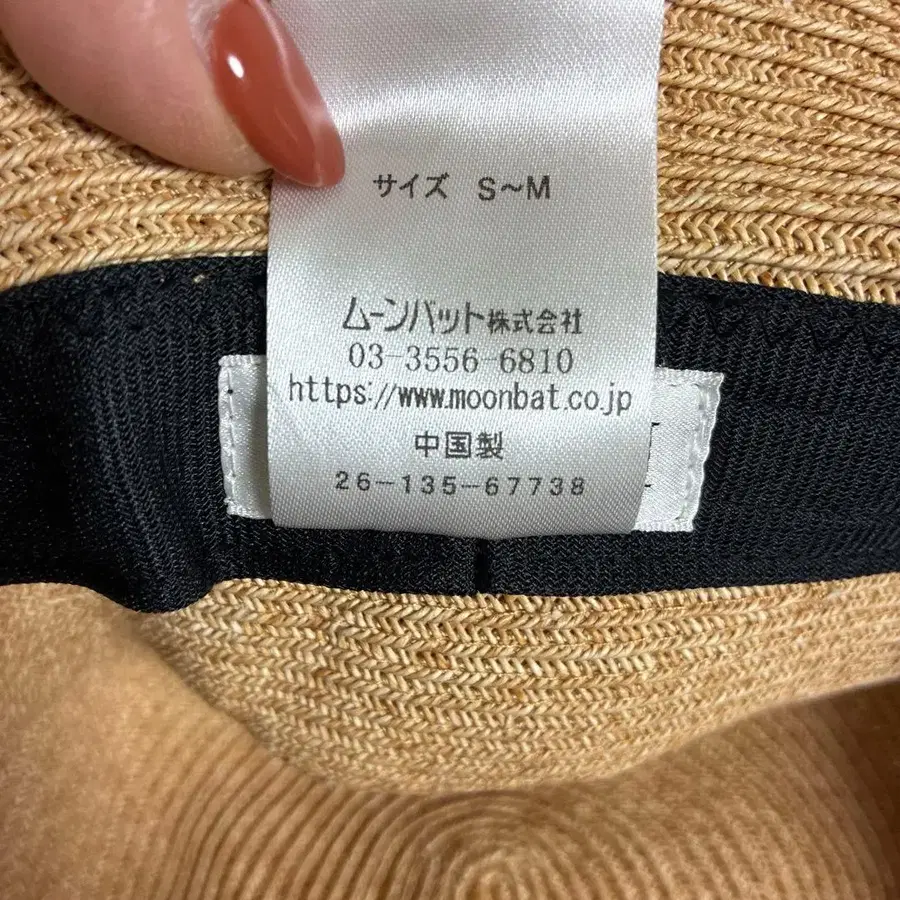 サイズ S～M
ムーンバット株式会社
03-3556-6810
https://www.moonbat.co.jp
中国製
26-135-67738